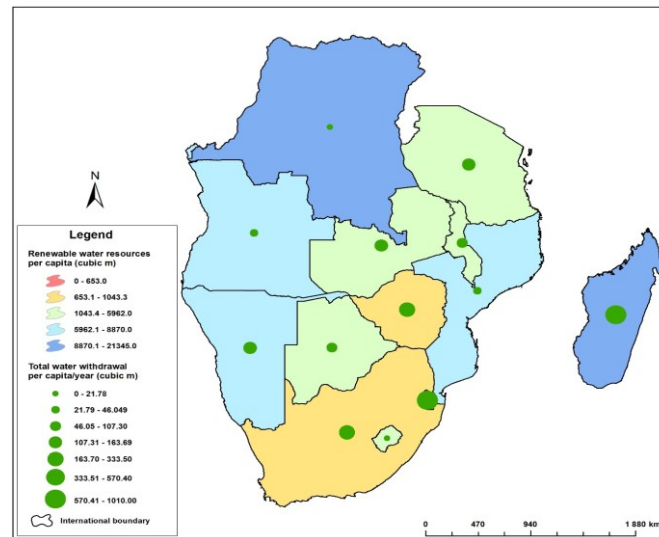 N
Legend
Renewable water resources
per capita (cubic m)
0 - 653.0
653.1 - 1043.3
1043.4 - 5962.0
5962.1 - 8870.0
8870.1 - 21345.0
Total water withdrawal
per capita/year (cubic m)
0 - 21.78
21.79 - 46.049
46.05 - 107.30
107.31 - 163.69
163.70 - 333.50
333.51 - 570.40
570.41 - 1010.00
International boundary
0 470 940 1 880 km